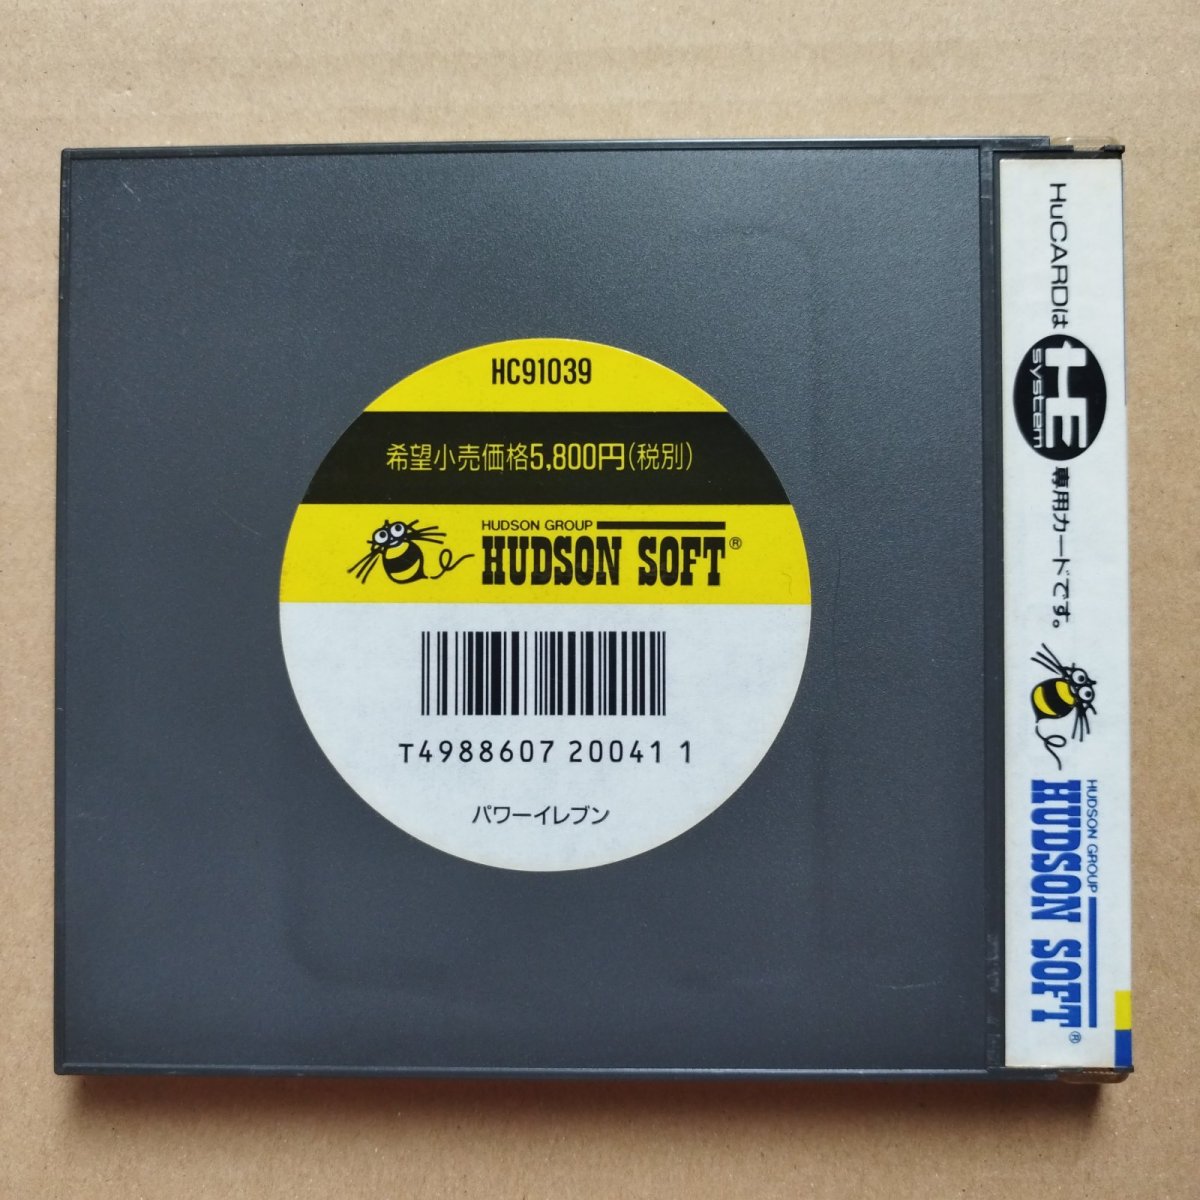 HC91039
希望小売価格5,800円(税別)
HUDSON GROUP
HUDSON SOFT®
T4988607 20041 1
パワーイレブン
HuCARDは
HE
system
専用カードです。
HUDSON GROUP
HUDSON SOFT®